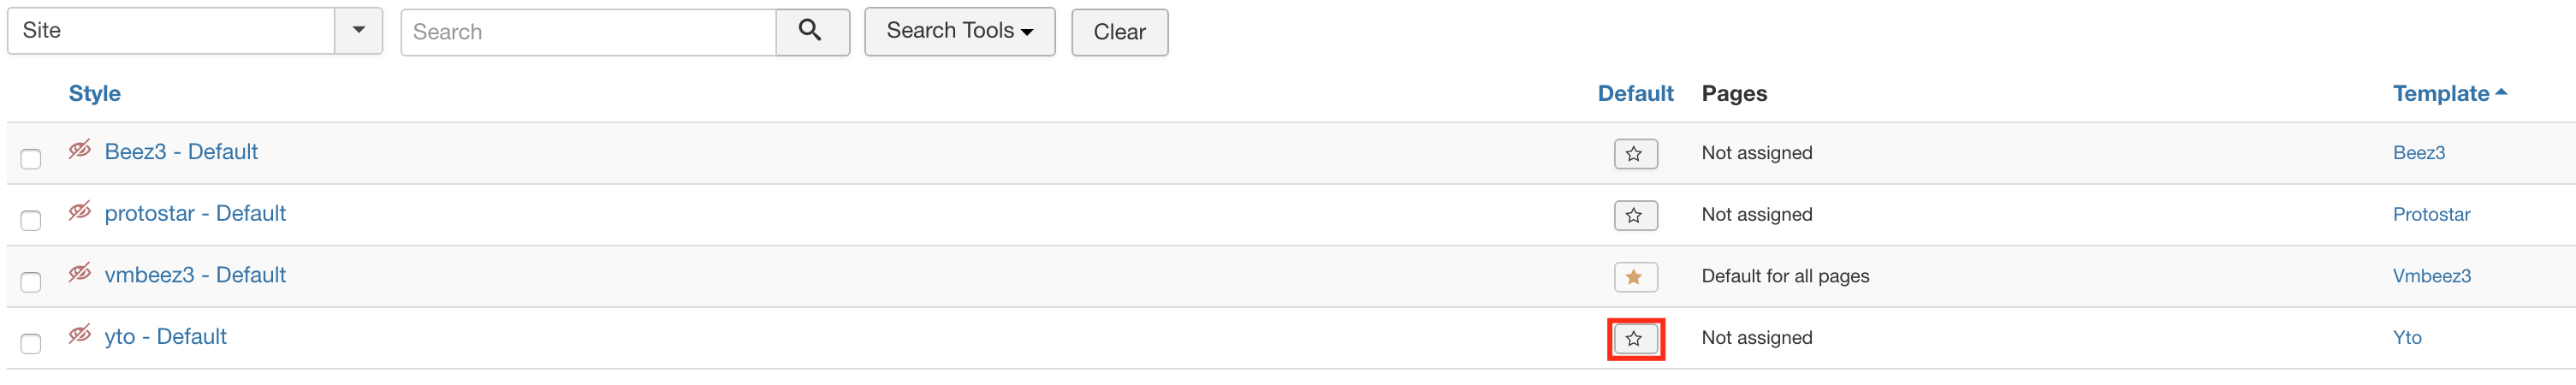 Site Search Search Tools Clear
Style Default Pages Template
Beez3 - Default Not assigned Beez3
protostar - Default Not assigned Protostar
vmbeez3 - Default Default for all pages Vmbeez3
yto - Default Not assigned Yto